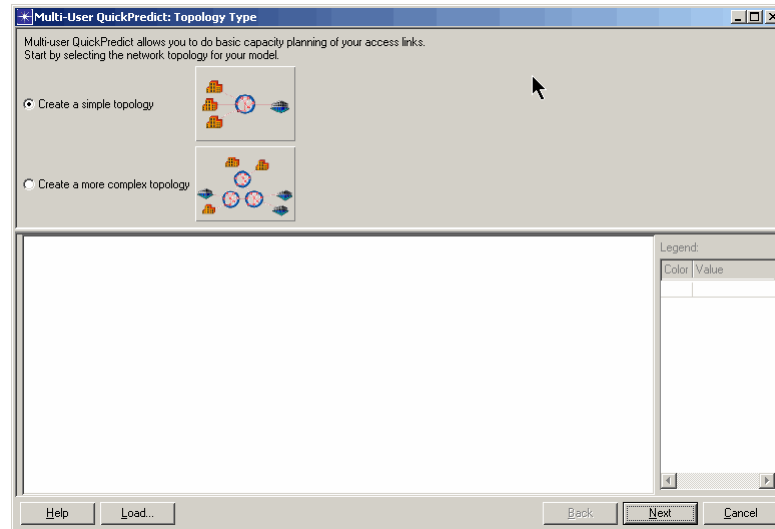 Multi-User QuickPredict: Topology Type
Multi-user QuickPredict allows you to do basic capacity planning of your access links.
Start by selecting the network topology for your model.
Create a simple topology
Create a more complex topology
Legend:
Color Value
Help Load... Back Next Cancel